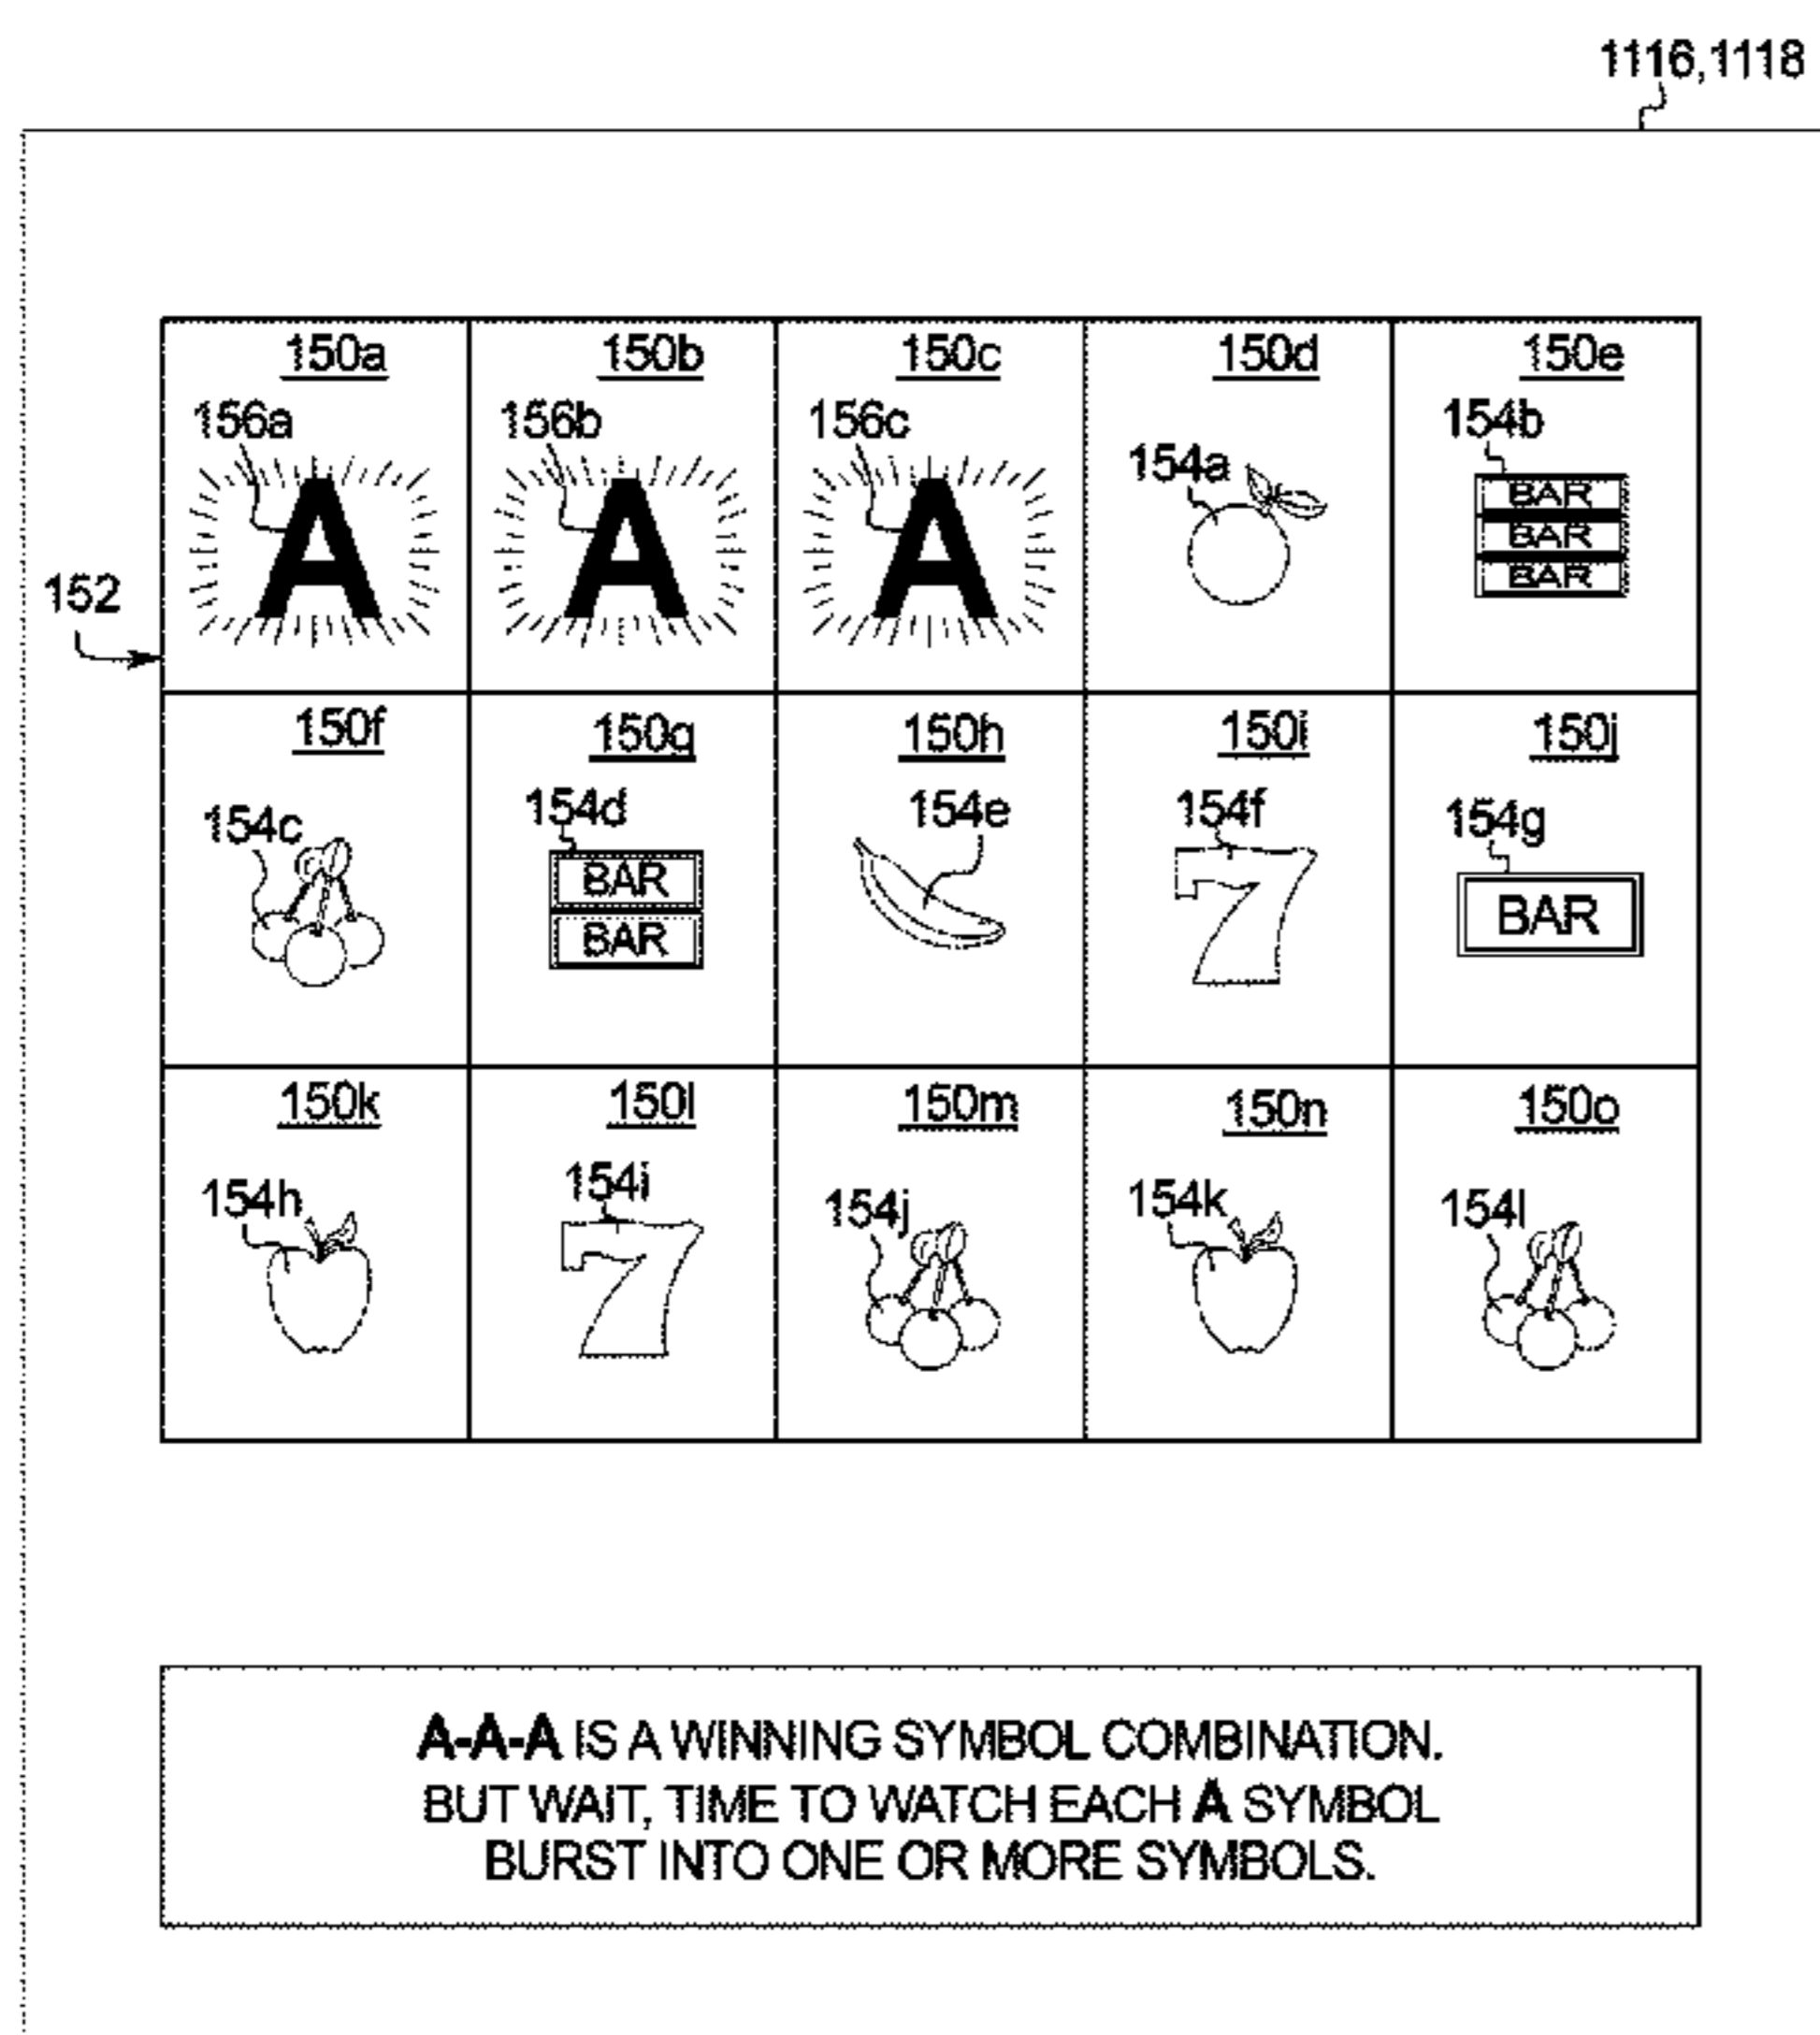 1116,1118
150a 150b 150c 150d 150e
156a 156b 156c 154a 154b
A A A BAR
BAR
BAR
152
150f 150g 150h 150i 150j
154c 154d 154e 154f 154g
BAR 7 BAR
BAR
150k 150l 150m 150n 150o
154h 154i 154j 154k 154l
7
A-A-A IS A WINNING SYMBOL COMBINATION.
BUT WAIT, TIME TO WATCH EACH A SYMBOL
BURST INTO ONE OR MORE SYMBOLS.